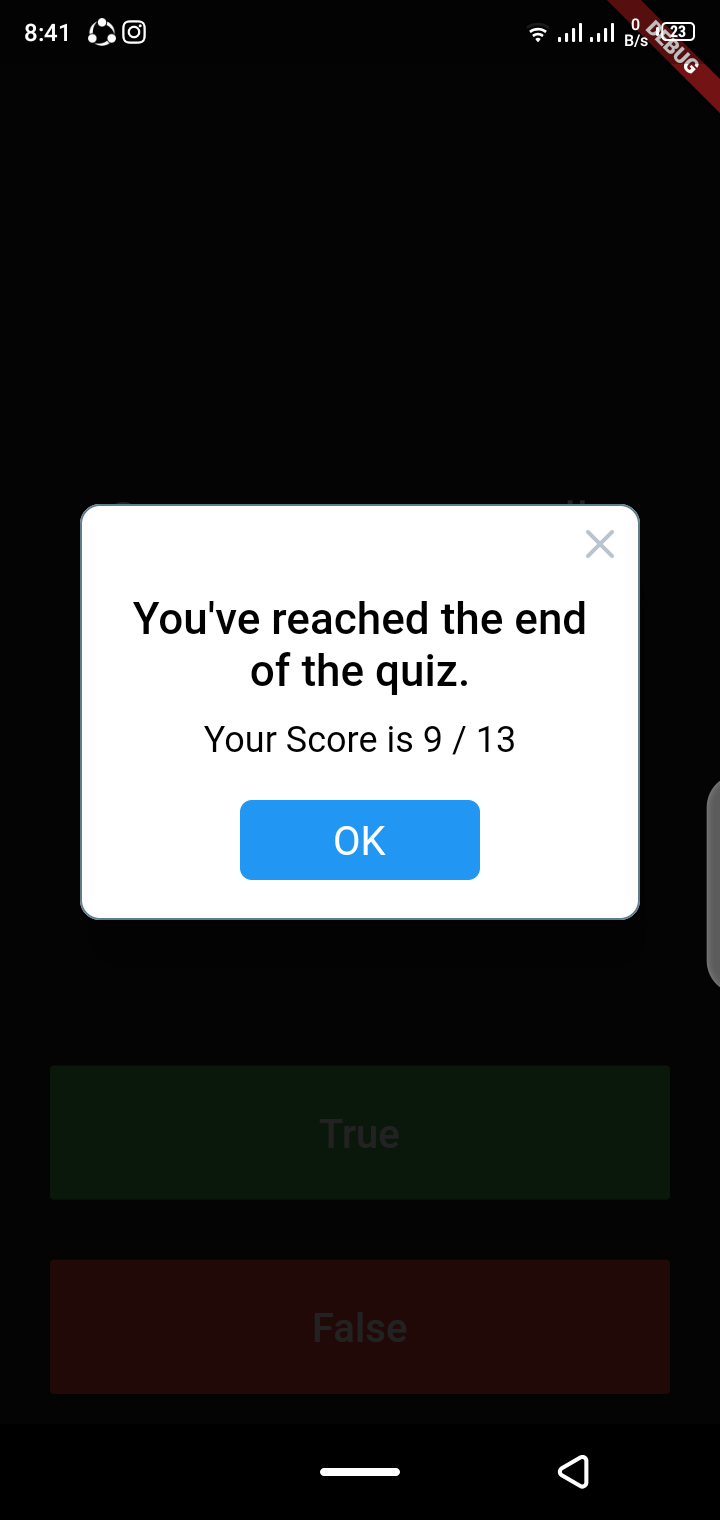 8:41
0
B/s
23
DEBUG
You've reached the end
of the quiz.
Your Score is 9 / 13
OK
True
False